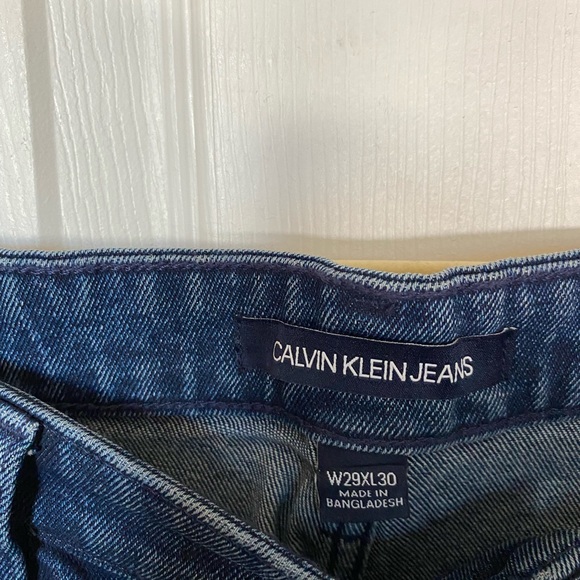 CALVIN KLEIN JEANS
W29XL30
MADE IN
BANGLADESH